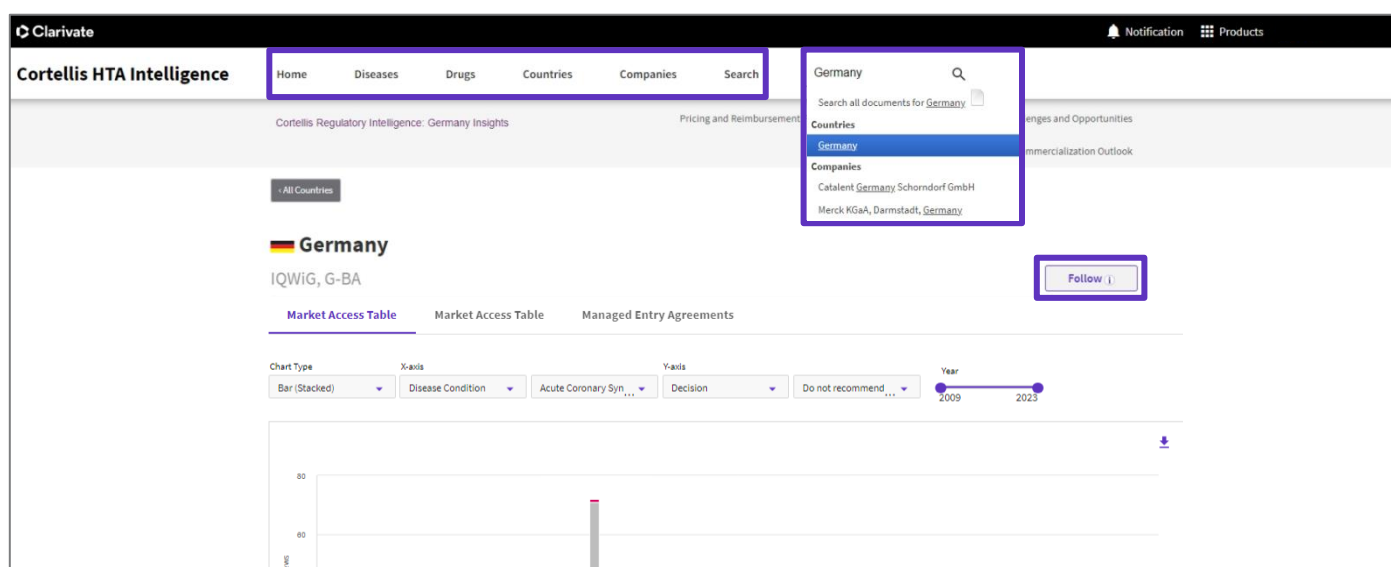 Clarivate
Notification Products
Cortellis HTA Intelligence
Home Diseases Drugs Countries Companies Search
Germany
Search all documents for Germany
Countries
Germany
Companies
Catalent Germany Schorndorf GmbH
Merck KGaA, Darmstadt, Germany
Cortellis Regulatory Intelligence: Germany Insights
Pricing and Reimbursement
enges and Opportunities
mmercialization Outlook
‹ All Countries
Germany
IQWiG, G-BA
Follow i
Market Access Table Market Access Table Managed Entry Agreements
Chart Type X-axis Y-axis Year
Bar (Stacked) Disease Condition Acute Coronary Syn... Decision Do not recommend ...
2009 2023
80
60